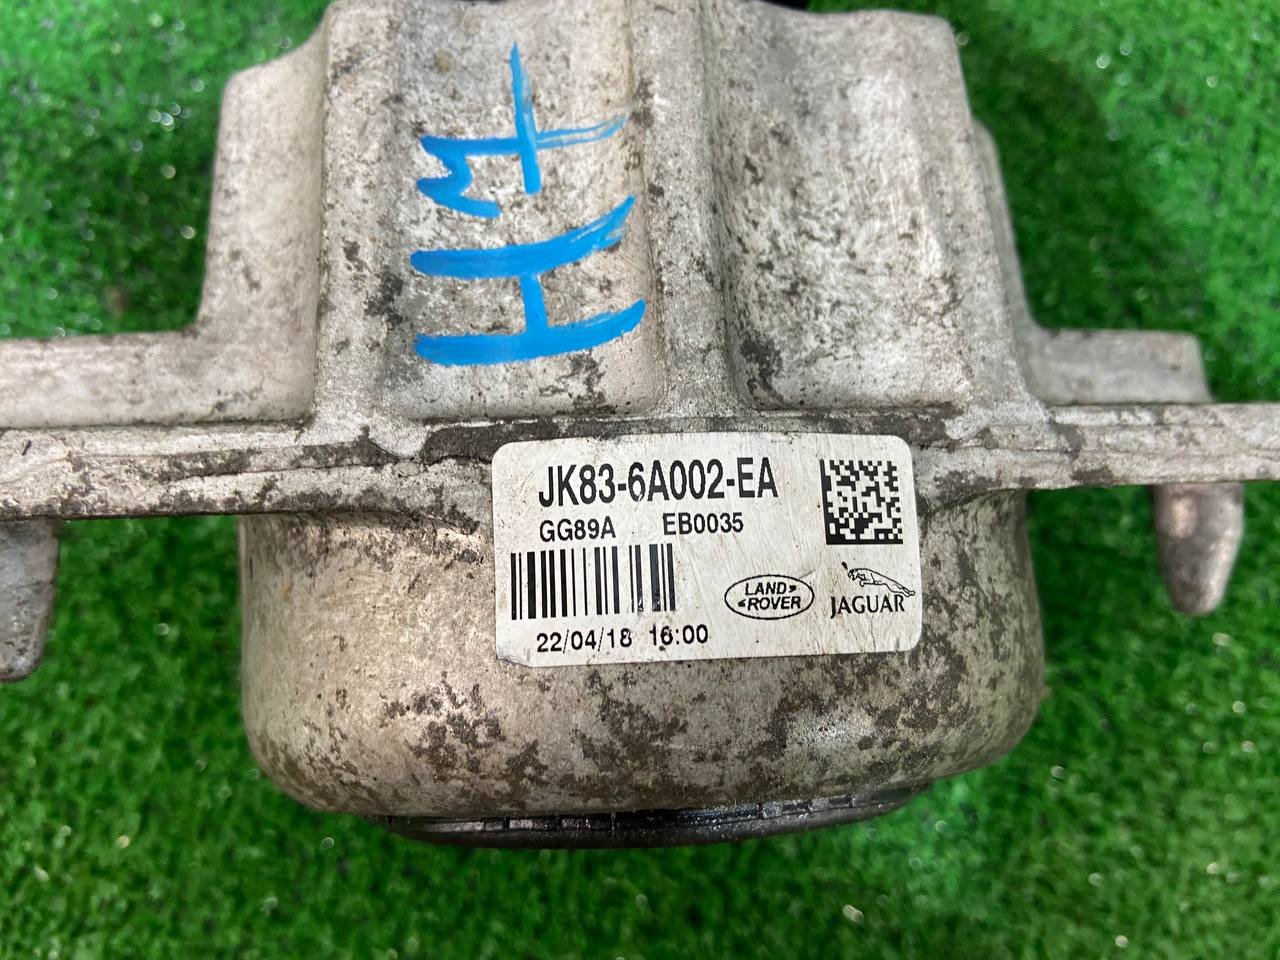 JK83-6A002-EA
GG89A EB0035
LAND
ROVER
JAGUAR
22/04/18 16:00